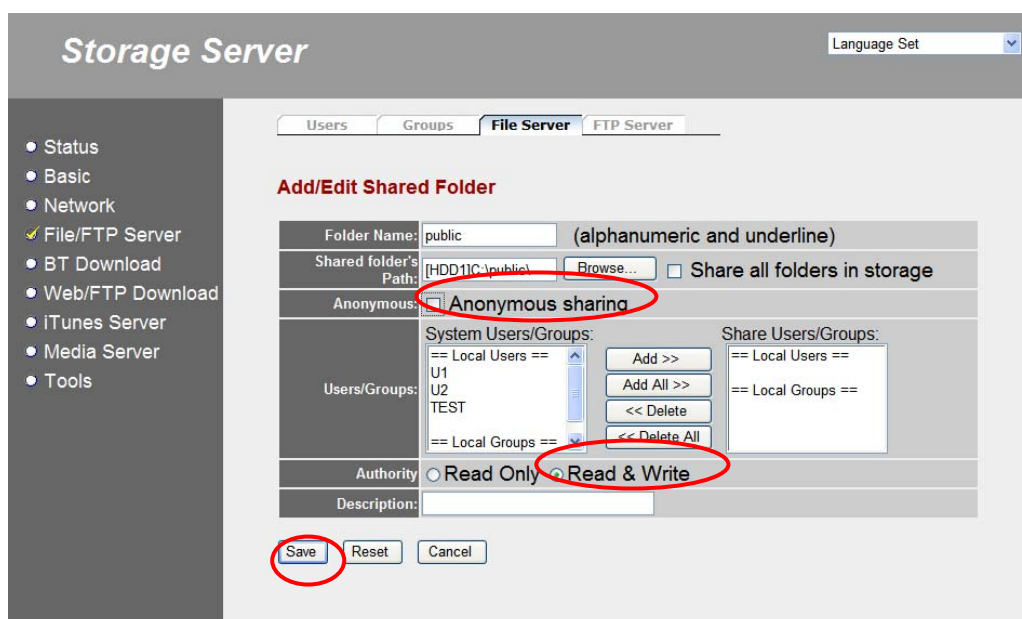 Storage Server
Language Set
Users Groups File Server FTP Server
Status
Basic
Network
File/FTP Server
BT Download
Web/FTP Download
iTunes Server
Media Server
Tools
Add/Edit Shared Folder
Folder Name: public (alphanumeric and underline)
Shared folder's Path: [HDD1]C:\public\ Browse... Share all folders in storage
Anonymous: Anonymous sharing
Users/Groups:
System Users/Groups:
== Local Users ==
U1
U2
TEST
== Local Groups ==
Add >>
Add All >>
<< Delete
<< Delete All
Share Users/Groups:
== Local Users ==
== Local Groups ==
Authority Read Only Read & Write
Description:
Save Reset Cancel